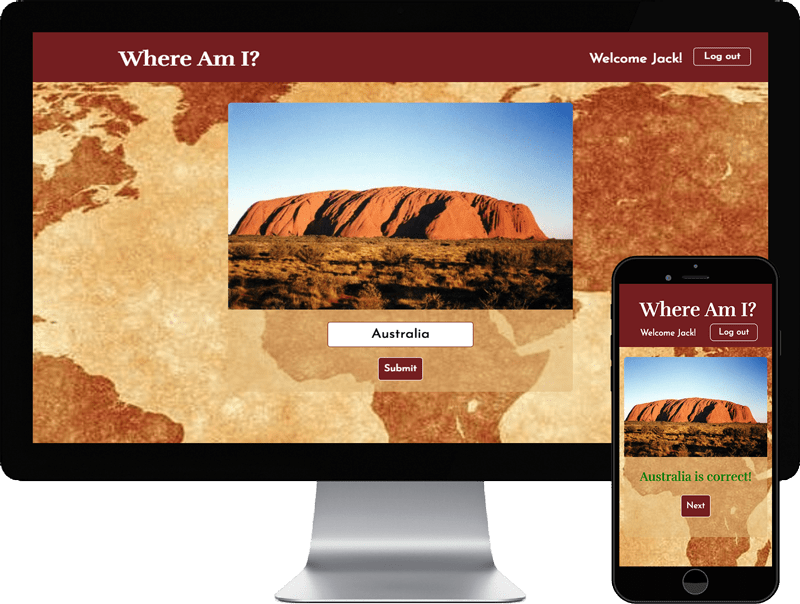 Where Am I?
Welcome Jack! Log out
Australia
Submit
Where Am I?
Welcome Jack! Log out
Australia is correct!
Next